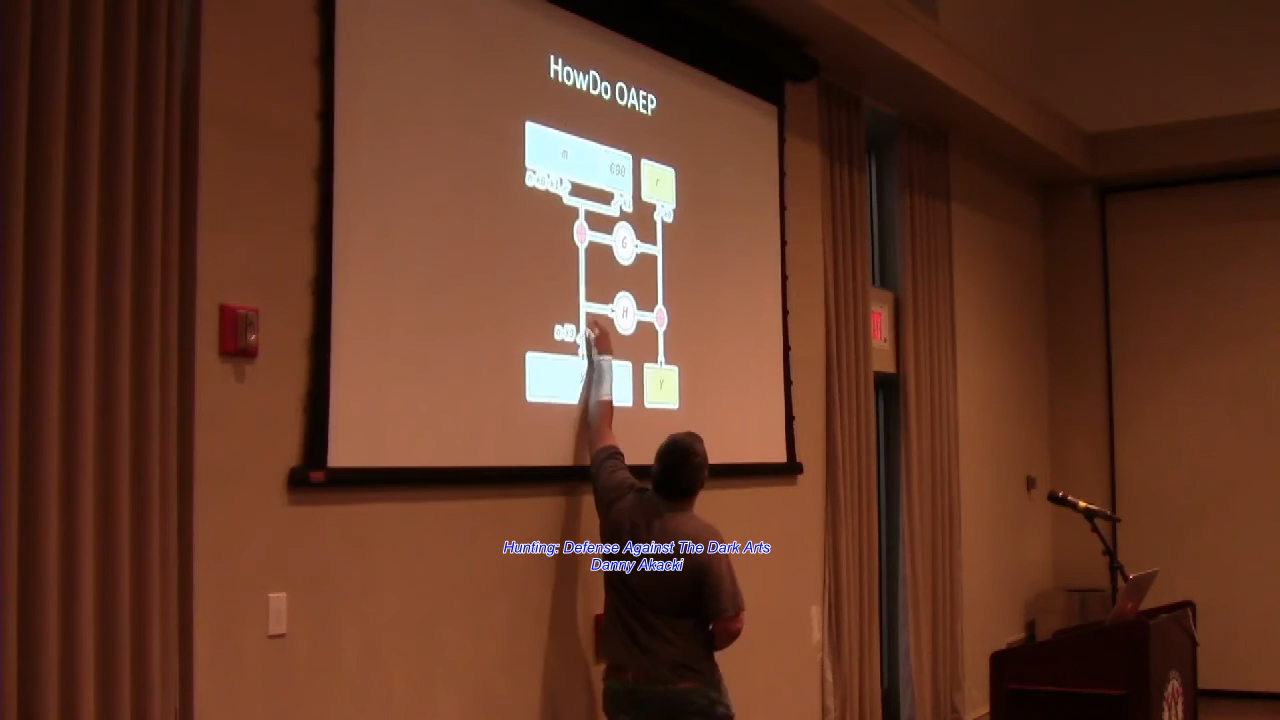 HowDo OAEP
m
r
G
H
Y
Hunting: Defense Against The Dark Arts
Danny Akacki